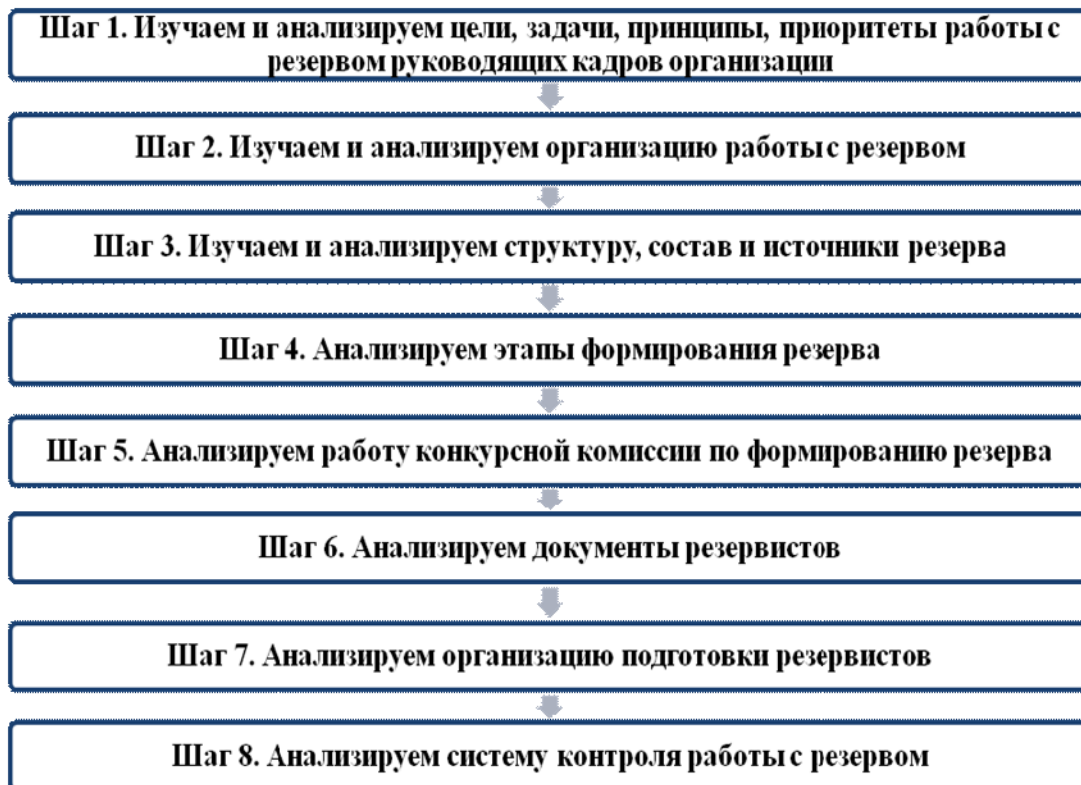 Шаг 1. Изучаем и анализируем цели, задачи, принципы, приоритеты работы с
резервом руководящих кадров организации
Шаг 2. Изучаем и анализируем организацию работы с резервом
Шаг 3. Изучаем и анализируем структуру, состав и источники резерва
Шаг 4. Анализируем этапы формирования резерва
Шаг 5. Анализируем работу конкурсной комиссии по формированию резерва
Шаг 6. Анализируем документы резервистов
Шаг 7. Анализируем организацию подготовки резервистов
Шаг 8. Анализируем систему контроля работы с резервом